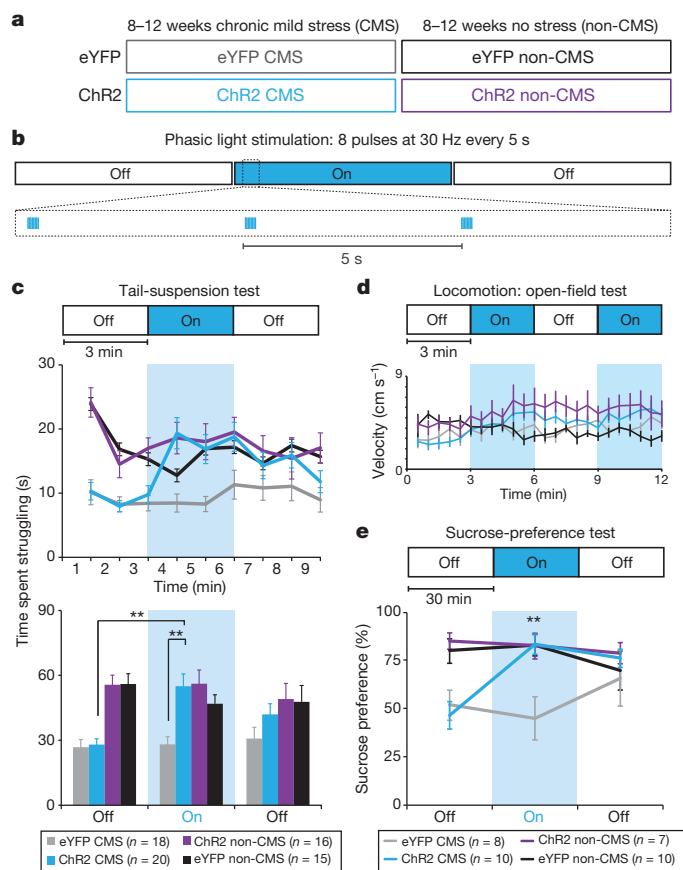 a
8–12 weeks chronic mild stress (CMS) 8–12 weeks no stress (non-CMS)
eYFP eYFP CMS eYFP non-CMS
ChR2 ChR2 CMS ChR2 non-CMS
b
Phasic light stimulation: 8 pulses at 30 Hz every 5 s
Off On Off
5 s
c
Tail-suspension test
Off On Off
3 min
30
20
10
0
1 2 3 4 5 6 7 8 9
Time (min)
Time spent struggling (s)
90
60
30
0
**
**
Off On Off
eYFP CMS (n = 18) ChR2 non-CMS (n = 16)
ChR2 CMS (n = 20) eYFP non-CMS (n = 15)
d
Locomotion: open-field test
Off On Off On
3 min
Velocity (cm s⁻¹)
9
0
0 3 6 9 12
Time (min)
e
Sucrose-preference test
Off On Off
30 min
Sucrose preference (%)
100
75
50
25
0
**
Off On Off
eYFP CMS (n = 8) ChR2 non-CMS (n = 7)
ChR2 CMS (n = 10) eYFP non-CMS (n = 10)